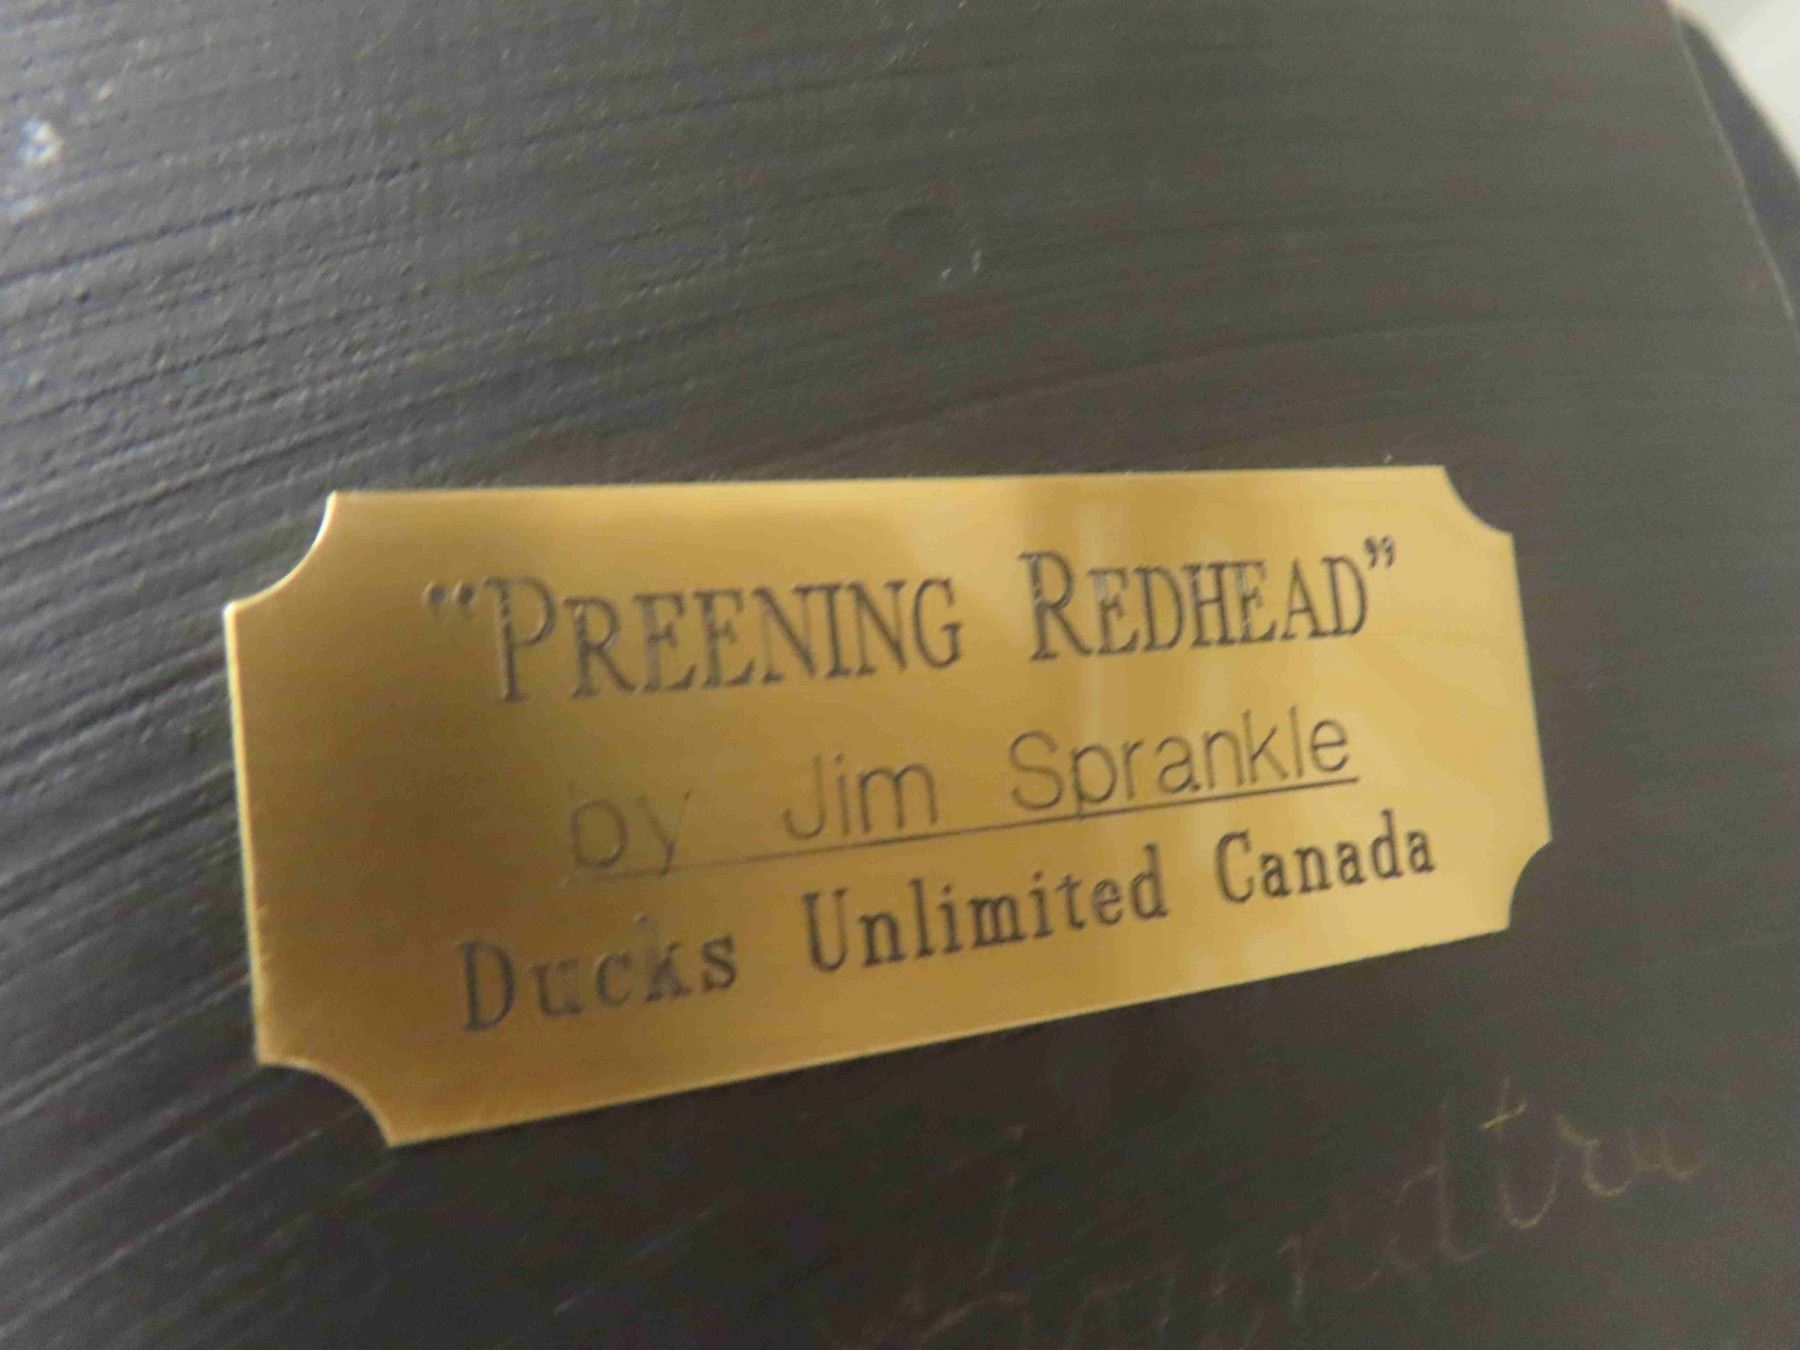 “PREENING REDHEAD”
by Jim Sprankle
Ducks Unlimited Canada